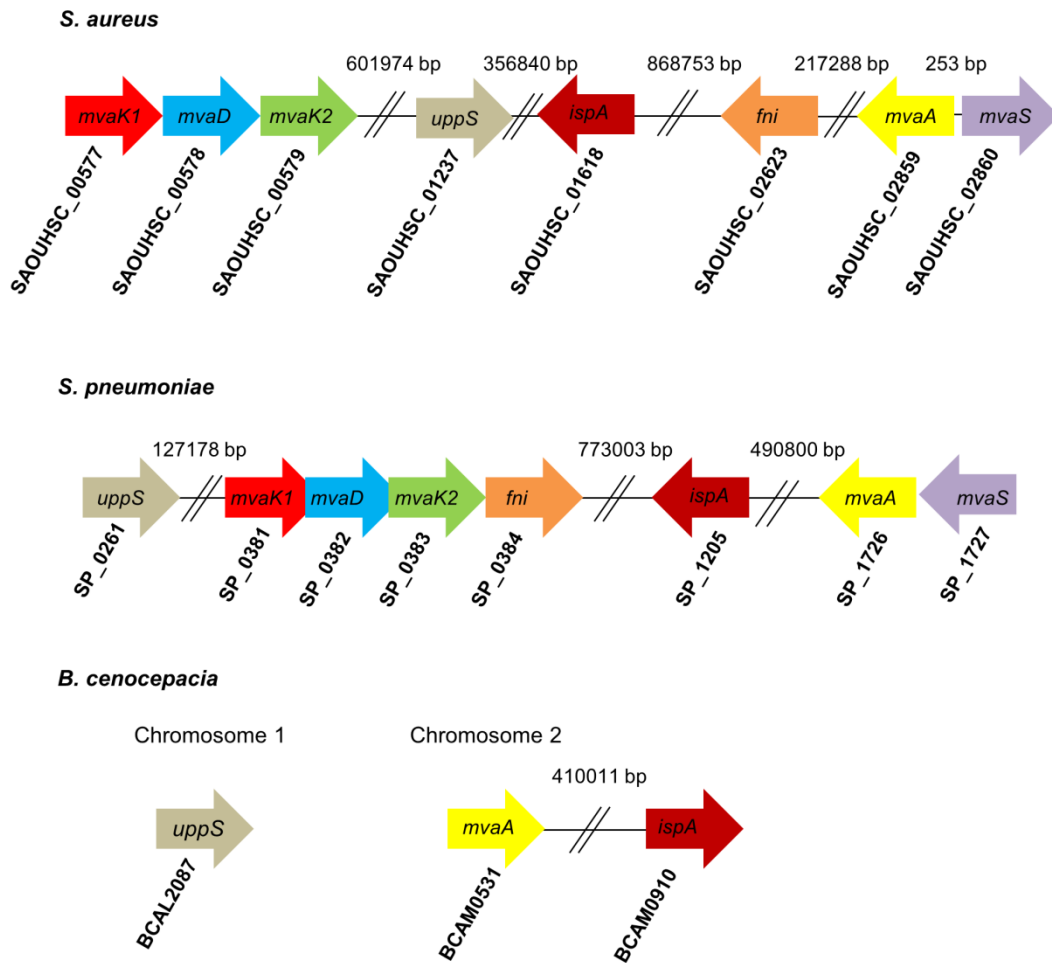 S. aureus
601974 bp 356840 bp 868753 bp 217288 bp 253 bp
mvaK1 mvaD mvaK2 uppS ispA fni mvaA mvaS
SAOUHSC_00577 SAOUHSC_00578 SAOUHSC_00579 SAOUHSC_01237 SAOUHSC_01618 SAOUHSC_02623 SAOUHSC_02859 SAOUHSC_02860
S. pneumoniae
127178 bp 773003 bp 490800 bp
uppS mvaK1 mvaD mvaK2 fni ispA mvaA mvaS
SP_0261 SP_0381 SP_0382 SP_0383 SP_0384 SP_1205 SP_1726 SP_1727
B. cenocepacia
Chromosome 1 Chromosome 2
410011 bp
uppS mvaA ispA
BCAL2087 BCAM0531 BCAM0910